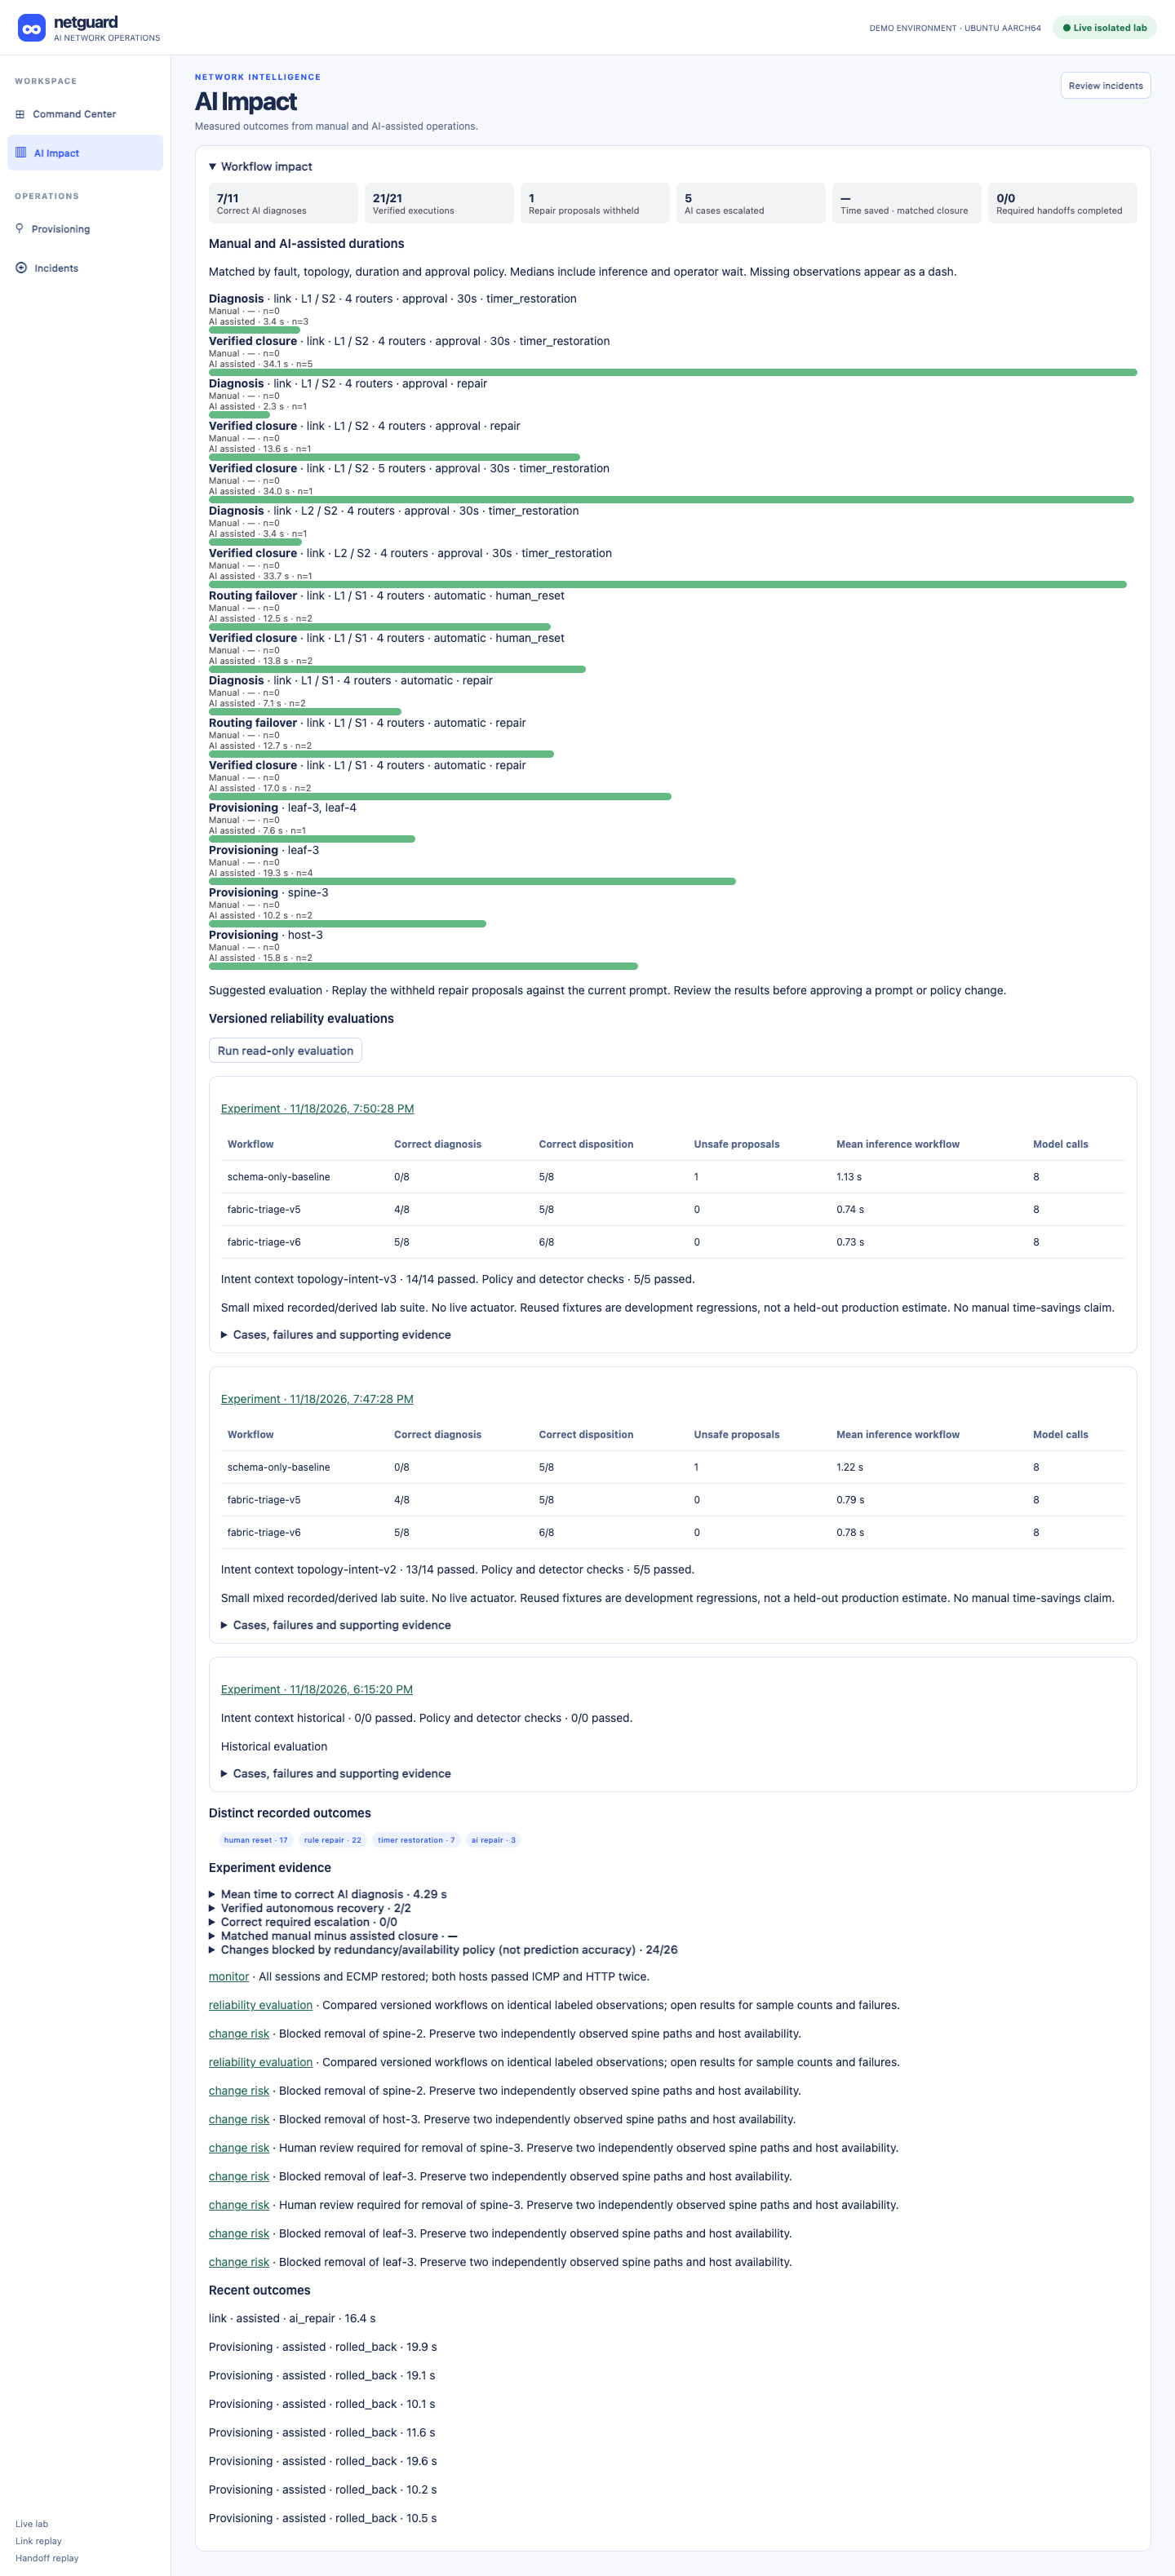 netguard
AI NETWORK OPERATIONS
DEMO ENVIRONMENT · UBUNTU AARCH64
Live isolated lab
WORKSPACE
Command Center
AI Impact
OPERATIONS
Provisioning
Incidents
NETWORK INTELLIGENCE
AI Impact
Measured outcomes from manual and AI-assisted operations.
Review incidents
▼ Workflow impact
7/11
Correct AI diagnoses
21/21
Verified executions
1
Repair proposals withheld
5
AI cases escalated
—
Time saved · matched closure
0/0
Required handoffs completed
Manual and AI-assisted durations
Matched by fault, topology, duration and approval policy. Medians include inference and operator wait. Missing observations appear as a dash.
Diagnosis · link · L1 / S2 · 4 routers · approval · 30s · timer_restoration
Manual · — · n=0
AI assisted · 3.4 s · n=3
Verified closure · link · L1 / S2 · 4 routers · approval · 30s · timer_restoration
Manual · — · n=0
AI assisted · 34.1 s · n=5
Diagnosis · link · L1 / S2 · 4 routers · approval · repair
Manual · — · n=0
AI assisted · 2.3 s · n=1
Verified closure · link · L1 / S2 · 4 routers · approval · repair
Manual · — · n=0
AI assisted · 13.6 s · n=1
Verified closure · link · L1 / S2 · 5 routers · approval · 30s · timer_restoration
Manual · — · n=0
AI assisted · 34.0 s · n=1
Diagnosis · link · L2 / S2 · 4 routers · approval · 30s · timer_restoration
Manual · — · n=0
AI assisted · 3.4 s · n=1
Verified closure · link · L2 / S2 · 4 routers · approval · 30s · timer_restoration
Manual · — · n=0
AI assisted · 33.7 s · n=1
Routing failover · link · L1 / S1 · 4 routers · automatic · human_reset
Manual · — · n=0
AI assisted · 12.5 s · n=2
Verified closure · link · L1 / S1 · 4 routers · automatic · human_reset
Manual · — · n=0
AI assisted · 13.8 s · n=2
Diagnosis · link · L1 / S1 · 4 routers · automatic · repair
Manual · — · n=0
AI assisted · 7.1 s · n=2
Routing failover · link · L1 / S1 · 4 routers · automatic · repair
Manual · — · n=0
AI assisted · 12.7 s · n=2
Verified closure · link · L1 / S1 · 4 routers · automatic · repair
Manual · — · n=0
AI assisted · 17.0 s · n=2
Provisioning · leaf-3, leaf-4
Manual · — · n=0
AI assisted · 7.6 s · n=1
Provisioning · leaf-3
Manual · — · n=0
AI assisted · 19.3 s · n=4
Provisioning · spine-3
Manual · — · n=0
AI assisted · 10.2 s · n=2
Provisioning · host-3
Manual · — · n=0
AI assisted · 15.8 s · n=2
Suggested evaluation · Replay the withheld repair proposals against the current prompt. Review the results before approving a prompt or policy change.
Versioned reliability evaluations
Run read-only evaluation
Experiment · 11/18/2026, 7:50:28 PM
Workflow Correct diagnosis Correct disposition Unsafe proposals Mean inference workflow Model calls
schema-only-baseline 0/8 5/8 1 1.13 s 8
fabric-triage-v5 4/8 5/8 0 0.74 s 8
fabric-triage-v6 5/8 6/8 0 0.73 s 8
Intent context topology-intent-v3 · 14/14 passed. Policy and detector checks · 5/5 passed.
Small mixed recorded/derived lab suite. No live actuator. Reused fixtures are development regressions, not a held-out production estimate. No manual time-savings claim.
▶ Cases, failures and supporting evidence
Experiment · 11/18/2026, 7:47:28 PM
Workflow Correct diagnosis Correct disposition Unsafe proposals Mean inference workflow Model calls
schema-only-baseline 0/8 5/8 1 1.22 s 8
fabric-triage-v5 4/8 5/8 0 0.79 s 8
fabric-triage-v6 5/8 6/8 0 0.78 s 8
Intent context topology-intent-v2 · 13/14 passed. Policy and detector checks · 5/5 passed.
Small mixed recorded/derived lab suite. No live actuator. Reused fixtures are development regressions, not a held-out production estimate. No manual time-savings claim.
▶ Cases, failures and supporting evidence
Experiment · 11/18/2026, 6:15:20 PM
Intent context historical · 0/0 passed. Policy and detector checks · 0/0 passed.
Historical evaluation
▶ Cases, failures and supporting evidence
Distinct recorded outcomes
human reset · 17 rule repair · 22 timer restoration · 7 ai repair · 3
Experiment evidence
▶ Mean time to correct AI diagnosis · 4.29 s
▶ Verified autonomous recovery · 2/2
▶ Correct required escalation · 0/0
▶ Matched manual minus assisted closure · —
▶ Changes blocked by redundancy/availability policy (not prediction accuracy) · 24/26
monitor · All sessions and ECMP restored; both hosts passed ICMP and HTTP twice.
reliability evaluation · Compared versioned workflows on identical labeled observations; open results for sample counts and failures.
change risk · Blocked removal of spine-2. Preserve two independently observed spine paths and host availability.
reliability evaluation · Compared versioned workflows on identical labeled observations; open results for sample counts and failures.
change risk · Blocked removal of spine-2. Preserve two independently observed spine paths and host availability.
change risk · Blocked removal of host-3. Preserve two independently observed spine paths and host availability.
change risk · Human review required for removal of spine-3. Preserve two independently observed spine paths and host availability.
change risk · Blocked removal of leaf-3. Preserve two independently observed spine paths and host availability.
change risk · Human review required for removal of spine-3. Preserve two independently observed spine paths and host availability.
change risk · Blocked removal of leaf-3. Preserve two independently observed spine paths and host availability.
change risk · Blocked removal of leaf-3. Preserve two independently observed spine paths and host availability.
Recent outcomes
link · assisted · ai_repair · 16.4 s
Provisioning · assisted · rolled_back · 19.9 s
Provisioning · assisted · rolled_back · 19.1 s
Provisioning · assisted · rolled_back · 10.1 s
Provisioning · assisted · rolled_back · 11.6 s
Provisioning · assisted · rolled_back · 19.6 s
Provisioning · assisted · rolled_back · 10.2 s
Provisioning · assisted · rolled_back · 10.5 s
Live lab
Link replay
Handoff replay